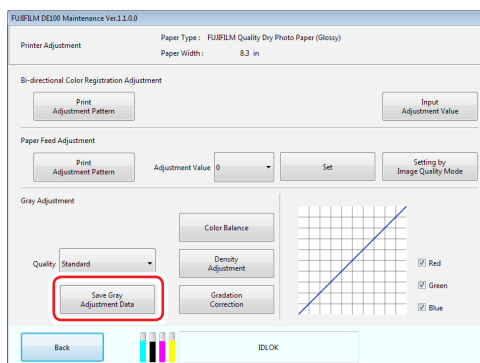 FUJIFILM DE100 Maintenance Ver.1.1.0.0
Printer Adjustment
Paper Type : FUJIFILM Quality Dry Photo Paper (Glossy)
Paper Width : 8.3 in
Bi-directional Color Registration Adjustment
Print
Adjustment Pattern
Input
Adjustment Value
Paper Feed Adjustment
Print
Adjustment Pattern
Adjustment Value 0
Set
Setting by
Image Quality Mode
Gray Adjustment
Color Balance
Quality Standard
Density
Adjustment
Red
Green
Save Gray
Adjustment Data
Gradation
Correction
Blue
Back
IDLOK